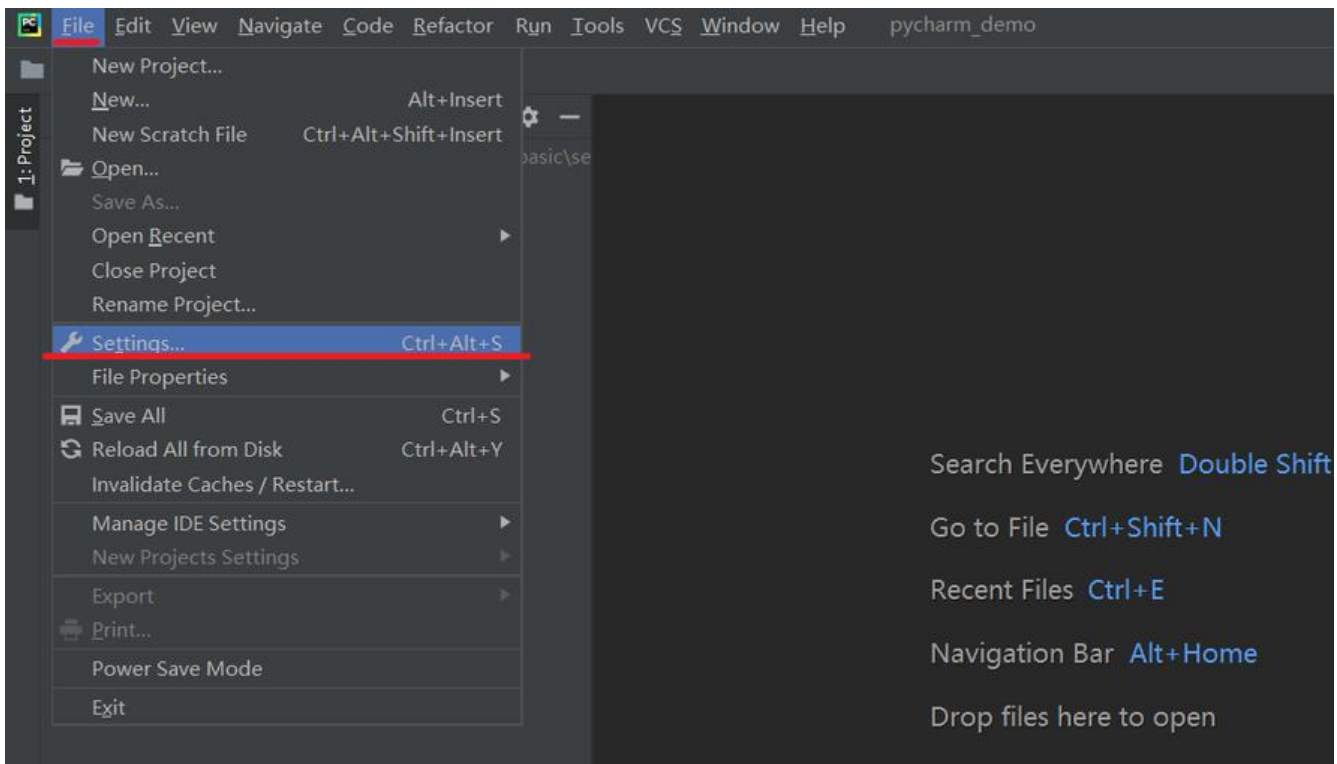 PC File Edit View Navigate Code Refactor Run Tools VCS Window Help pycharm_demo
New Project...
New... Alt+Insert
New Scratch File Ctrl+Alt+Shift+Insert
Open...
Save As...
Open Recent
Close Project
Rename Project...
Settings... Ctrl+Alt+S
File Properties
Save All Ctrl+S
Reload All from Disk Ctrl+Alt+Y
Invalidate Caches / Restart...
Manage IDE Settings
New Projects Settings
Export
Print...
Power Save Mode
Exit
1: Project
basic\se
Search Everywhere Double Shift
Go to File Ctrl+Shift+N
Recent Files Ctrl+E
Navigation Bar Alt+Home
Drop files here to open